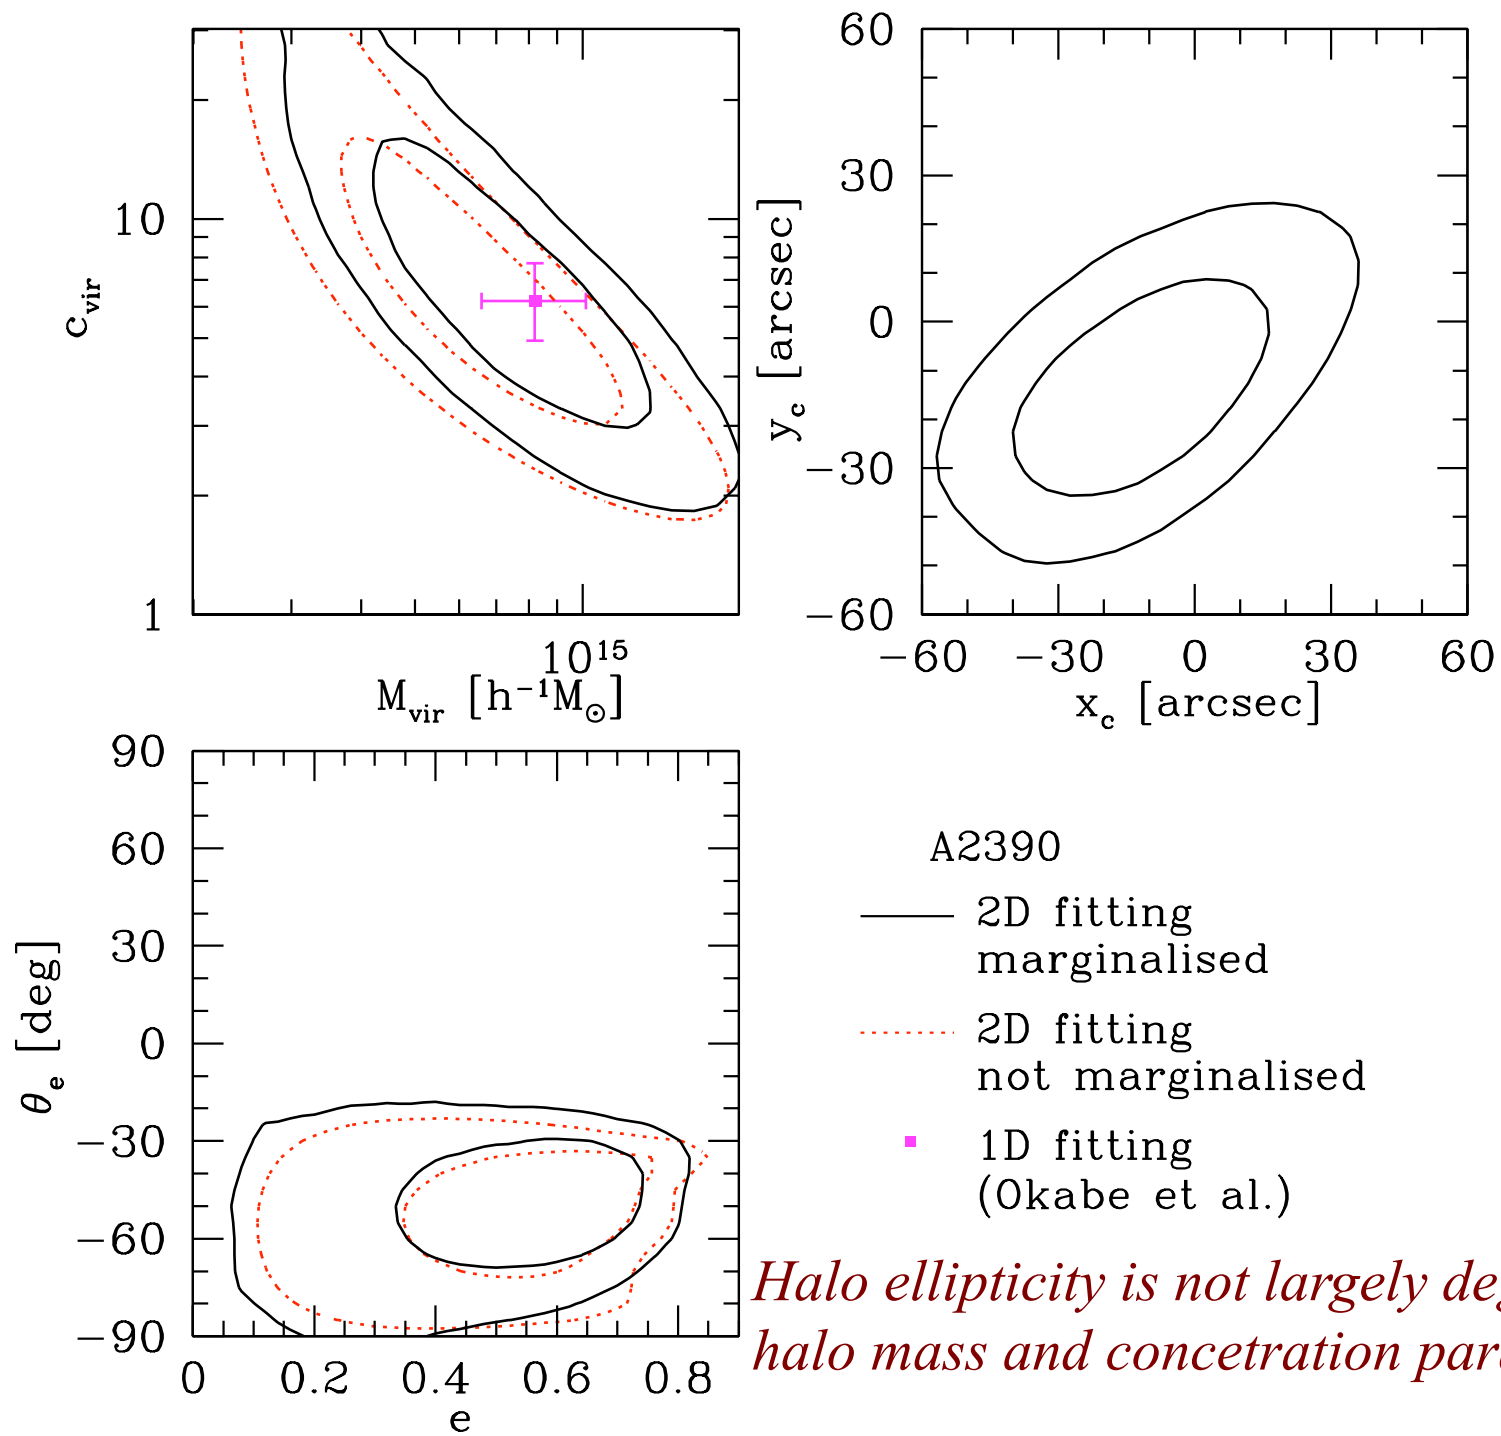 10
1
c_vir
10^15
M_vir [h^-1 M_⊙]
60
30
0
−30
−60
y_c [arcsec]
−60 −30 0 30 60
x_c [arcsec]
90
60
30
0
−30
−60
−90
θ_e [deg]
0 0.2 0.4 0.6 0.8
e
A2390
2D fitting
marginalised
2D fitting
not marginalised
1D fitting
(Okabe et al.)
Halo ellipticity is not largely
halo mass and concetration